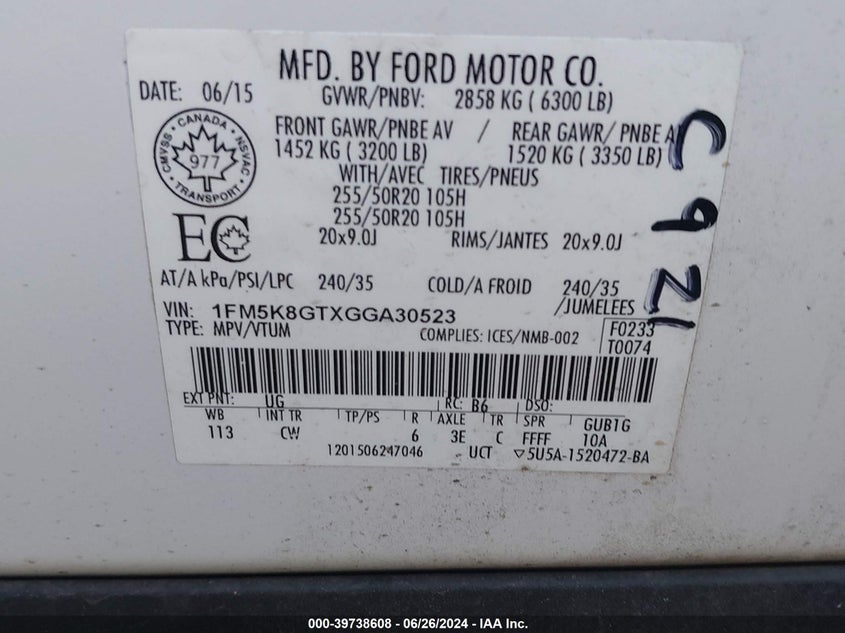 MFD. BY FORD MOTOR CO.
DATE: 06/15
GVWR/PNBV: 2858 KG ( 6300 LB)
FRONT GAWR/PNBE AV / REAR GAWR/ PNBE A
1452 KG ( 3200 LB) 1520 KG ( 3350 LB)
CMVSS • CANADA • NSVAC • TRANSPORT •
977
WITH/AVEC TIRES/PNEUS
255/50R20 105H
255/50R20 105H
EC
20x9.0J RIMS/JANTES 20x9.0J
AT/A kPa/PSI/LPC 240/35 COLD/A FROID 240/35
/JUMELEES
VIN: 1FM5K8GTXGGA30523
TYPE: MPV/VTUM COMPLIES: ICES/NMB-002
F0233
T0074
EXT PNT: UG RC: B6 DSO:
WB INT TR TP/PS R AXLE TR SPR GUB1G
113 CW 6 3E C FFFF 10A
1201506247046 UCT ▽5U5A-1520472-BA
C921
000-39738608 - 06/26/2024 - IAA Inc.